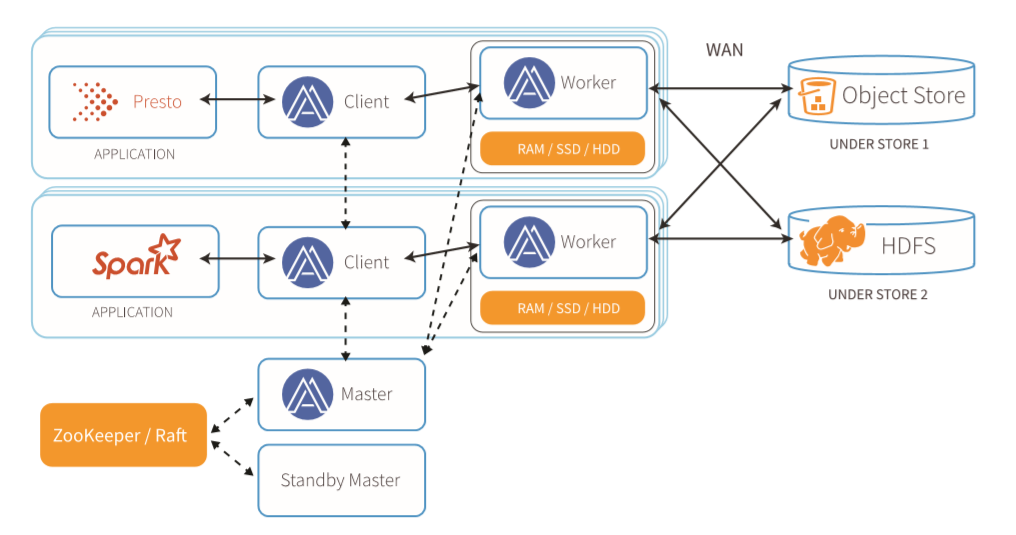 WAN
Presto
Client
Worker
Object Store
APPLICATION
RAM / SSD / HDD
UNDER STORE 1
Spark
Client
Worker
HDFS
APPLICATION
RAM / SSD / HDD
UNDER STORE 2
Master
ZooKeeper / Raft
Standby Master